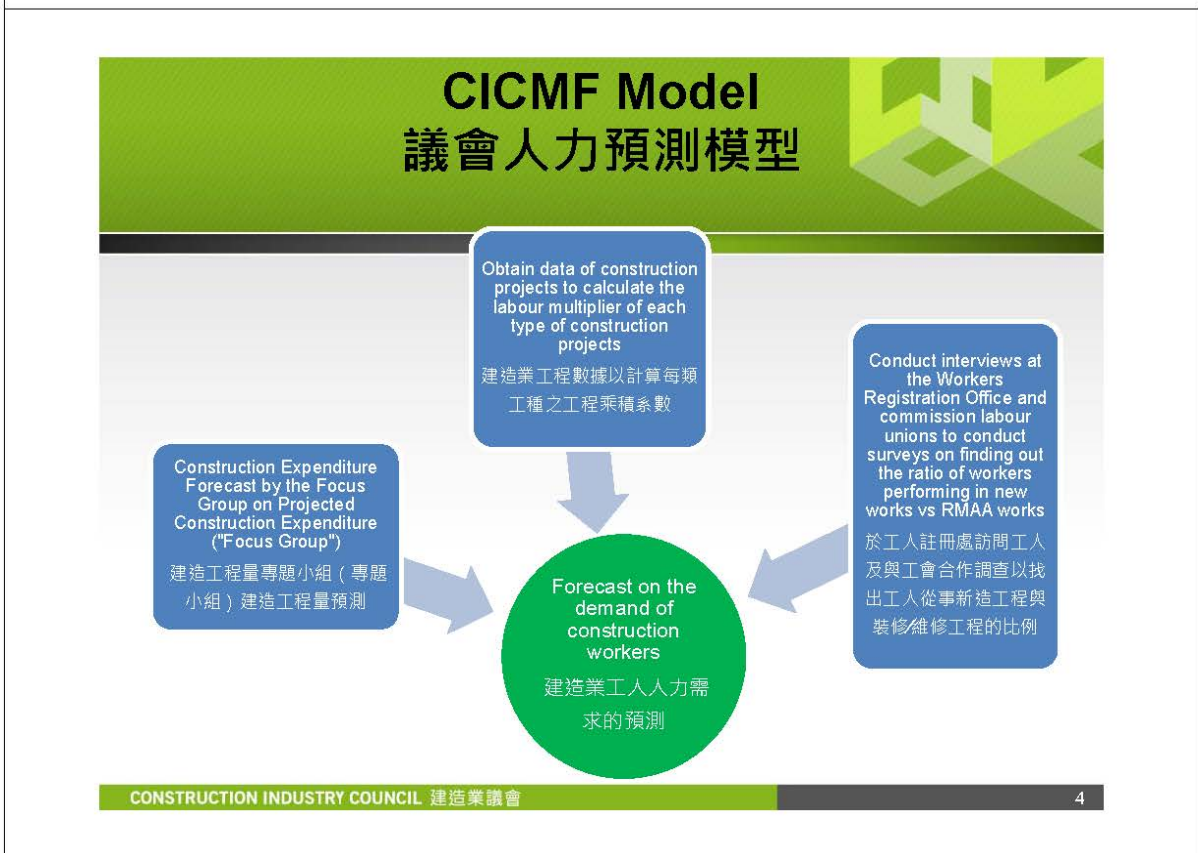 CICMF Model
議會人力預測模型
Obtain data of construction
projects to calculate the
labour multiplier of each
type of construction
projects
建造業工程數據以計算每類
工種之工程乘積系數
Construction Expenditure
Forecast by the Focus
Group on Projected
Construction Expenditure
("Focus Group")
建造工程量專題小組（專題
小組）建造工程量預測
Conduct interviews at
the Workers
Registration Office and
commission labour
unions to conduct
surveys on finding out
the ratio of workers
performing in new
works vs RMAA works
於工人註冊處訪問工人
及與工會合作調查以找
出工人從事新造工程與
裝修/維修工程的比例
Forecast on the
demand of
construction
workers
建造業工人人力需
求的預測
CONSTRUCTION INDUSTRY COUNCIL 建造業議會
4